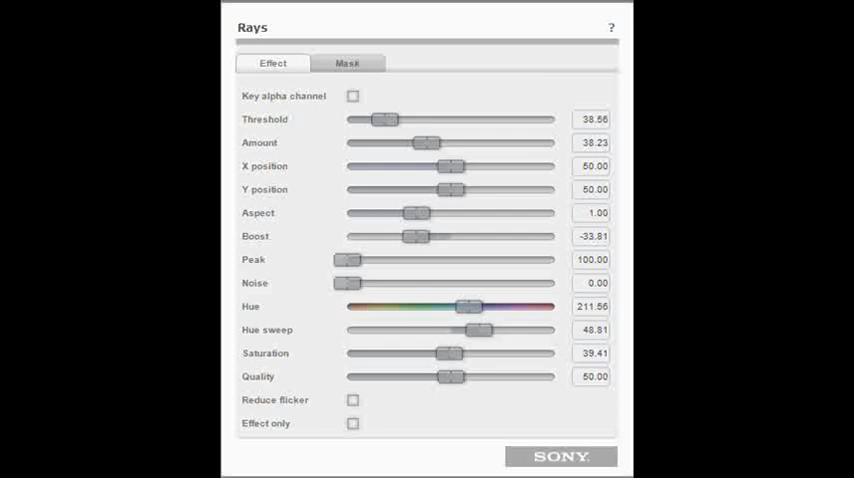 Rays ?
Effect Mask
Key alpha channel
Threshold 38.56
Amount 38.23
X position 50.00
Y position 50.00
Aspect 1.00
Boost -33.81
Peak 100.00
Noise 0.00
Hue 211.56
Hue sweep 48.81
Saturation 39.41
Quality 50.00
Reduce flicker
Effect only
SONY